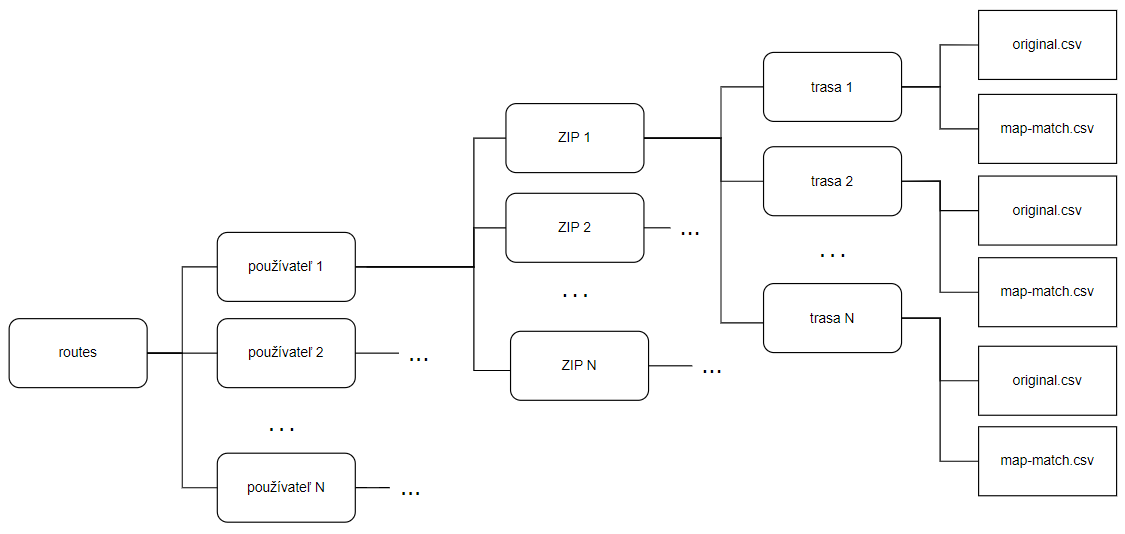 routes
používateľ 1
používateľ 2
...
...
používateľ N
...
ZIP 1
ZIP 2
...
...
ZIP N
...
trasa 1
trasa 2
...
trasa N
original.csv
map-match.csv
original.csv
map-match.csv
original.csv
map-match.csv